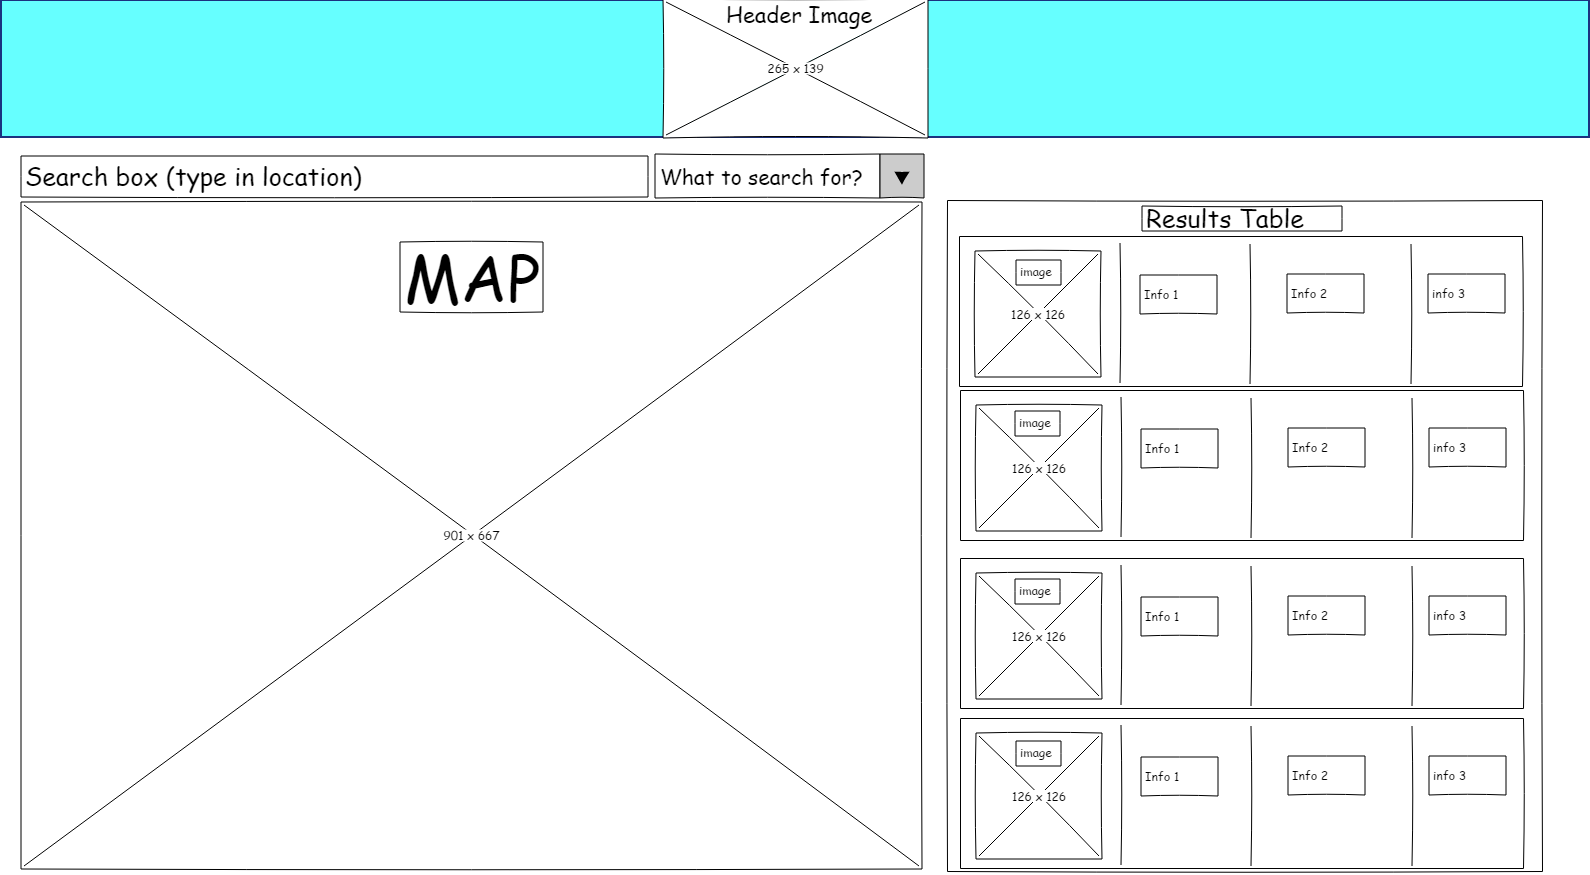 Header Image
265 x 139
Search box (type in location)
What to search for?
MAP
901 x 667
Results Table
image
126 x 126
Info 1
Info 2
info 3
image
126 x 126
Info 1
Info 2
info 3
image
126 x 126
Info 1
Info 2
info 3
image
126 x 126
Info 1
Info 2
info 3